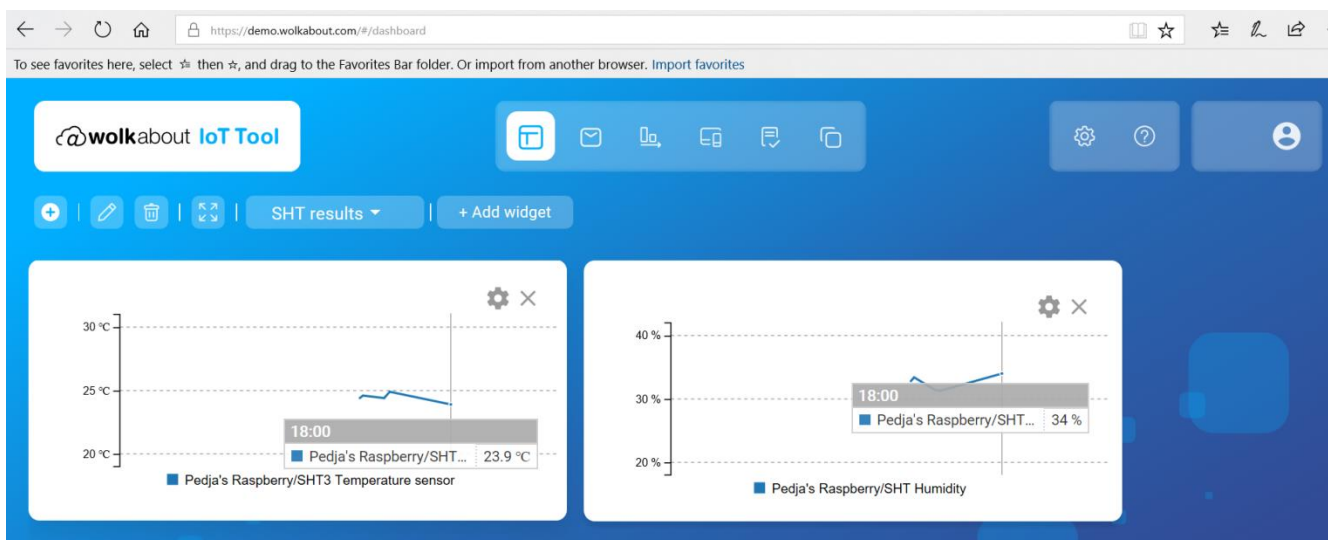 https://demo.wolkabout.com/#/dashboard
To see favorites here, select then , and drag to the Favorites Bar folder. Or import from another browser. Import favorites
@wolkabout IoT Tool
SHT results
+ Add widget
30 °C
25 °C
20 °C
18:00
Pedja's Raspberry/SHT... 23.9 °C
Pedja's Raspberry/SHT3 Temperature sensor
40 %
30 %
20 %
18:00
Pedja's Raspberry/SHT... 34 %
Pedja's Raspberry/SHT Humidity